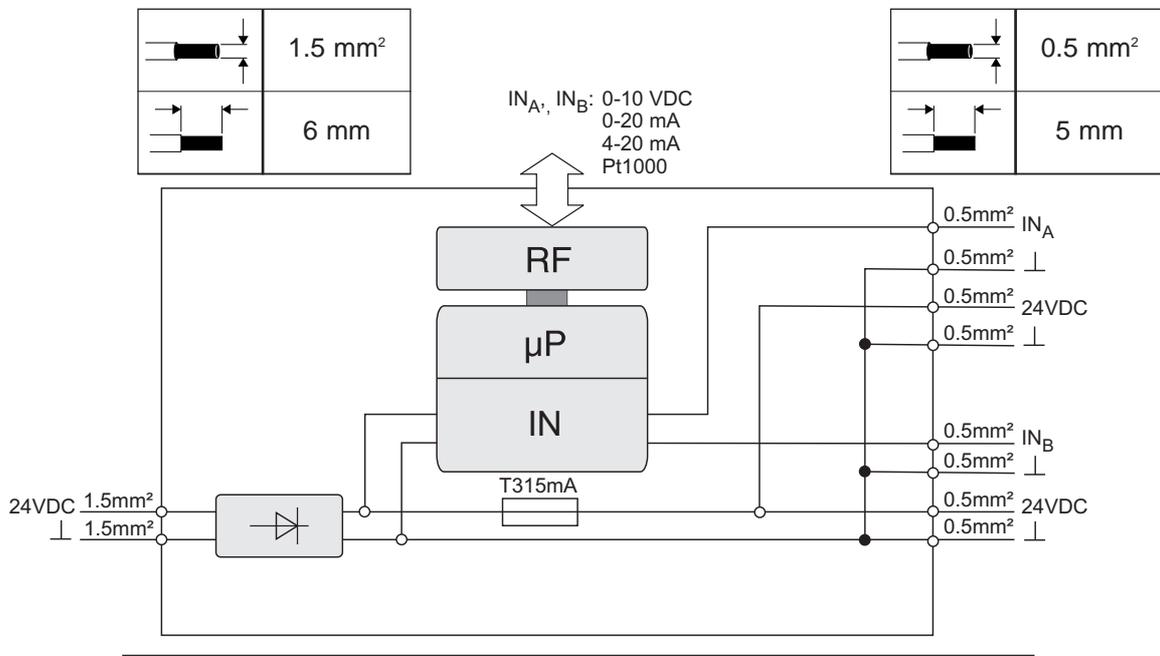 1.5 mm²
6 mm
0.5 mm²
5 mm
IN_A,, IN_B: 0-10 VDC
0-20 mA
4-20 mA
Pt1000
RF
µP
IN
T315mA
24VDC 1.5mm²
⊥ 1.5mm²
0.5mm² IN_A
0.5mm² ⊥
0.5mm² 24VDC
0.5mm² ⊥
0.5mm² IN_B
0.5mm² ⊥
0.5mm² 24VDC
0.5mm² ⊥